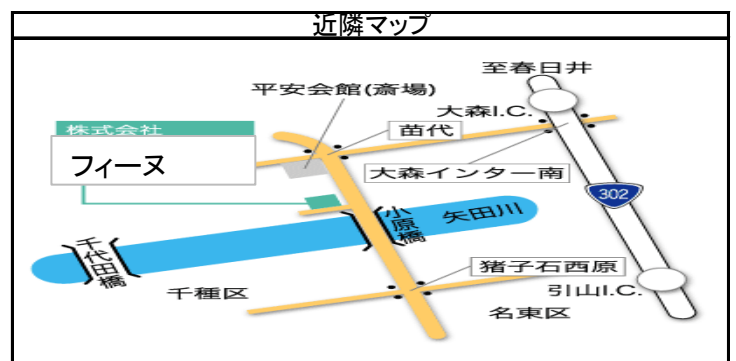 近隣マップ
至春日井
平安会館(斎場)
大森I.C.
株式会社
フィーヌ
苗代
大森インター南
302
小原橋
矢田川
千代田橋
猪子石西原
千種区
引山I.C.
名東区